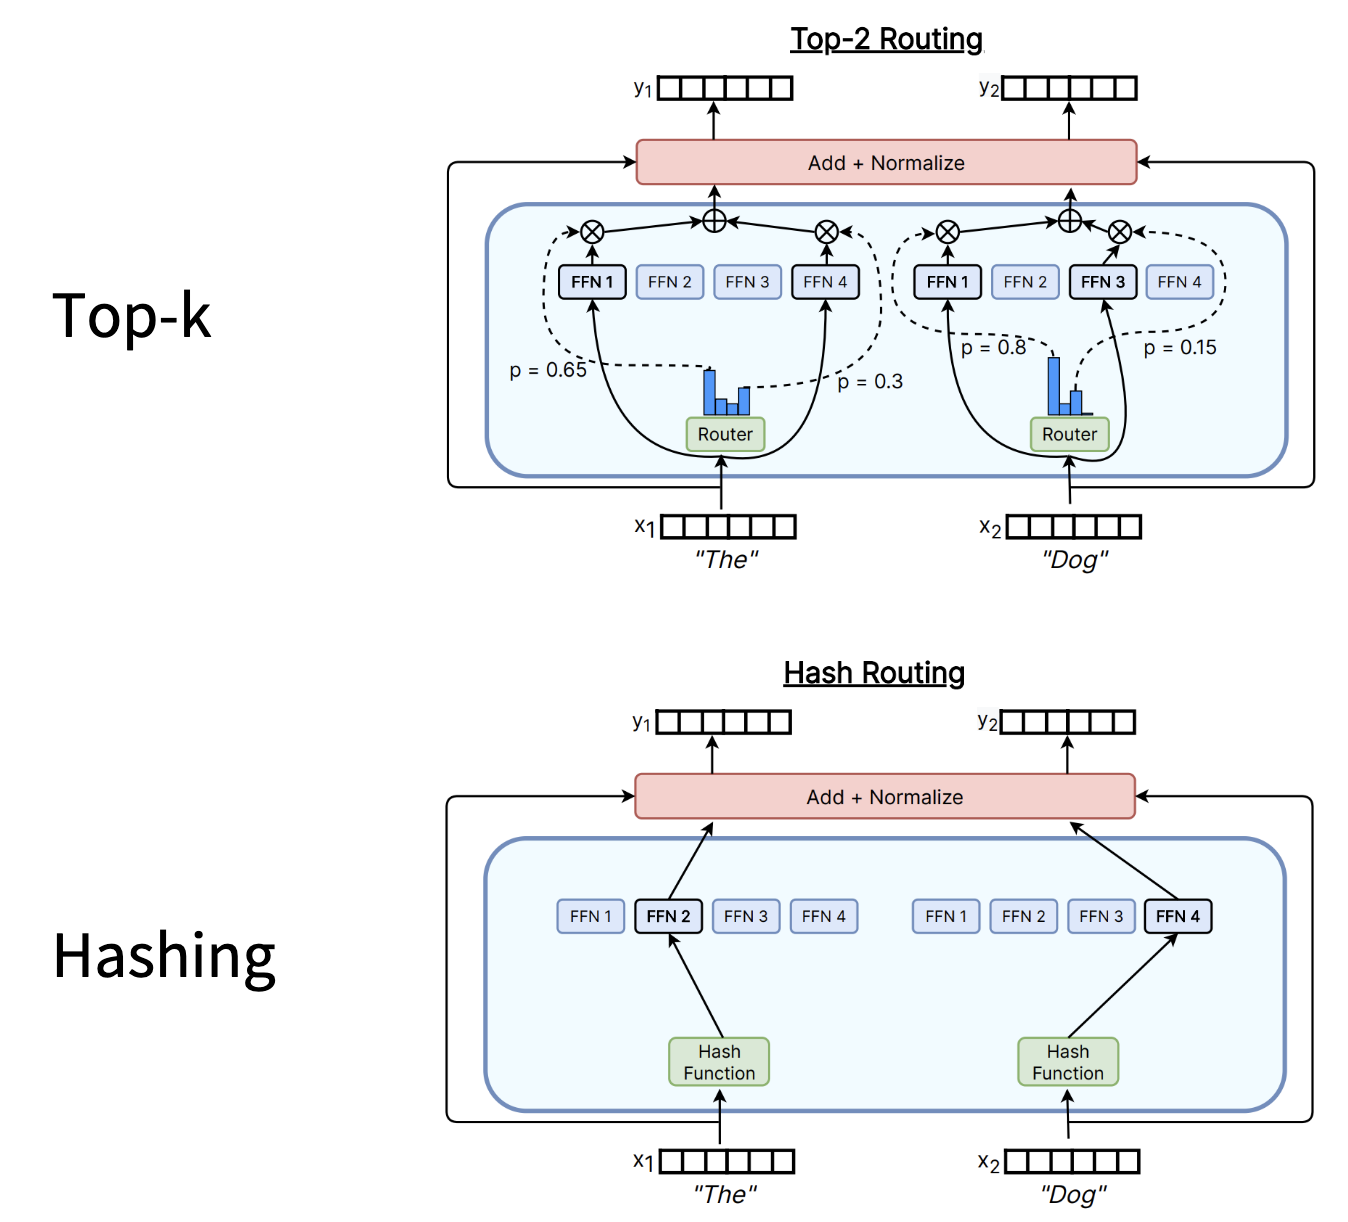 Top-2 Routing
y1 y2
Add + Normalize
Top-k
FFN 1 FFN 2 FFN 3 FFN 4 FFN 1 FFN 2 FFN 3 FFN 4
p = 0.8 p = 0.15
p = 0.65 p = 0.3
Router Router
x1 x2
"The" "Dog"
Hash Routing
y1 y2
Add + Normalize
Hashing
FFN 1 FFN 2 FFN 3 FFN 4 FFN 1 FFN 2 FFN 3 FFN 4
Hash Hash
Function Function
x1 x2
"The" "Dog"